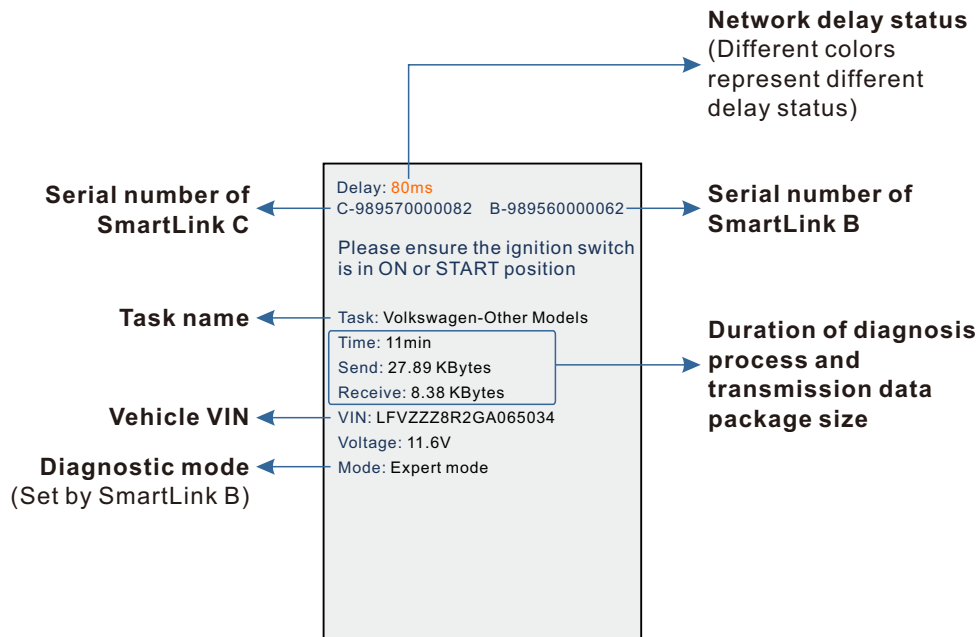 Network delay status
(Different colors
represent different
delay status)
Delay: 80ms
Serial number of
SmartLink C
C-989570000082 B-989560000062
Serial number of
SmartLink B
Please ensure the ignition switch
is in ON or START position
Task name
Task: Volkswagen-Other Models
Time: 11min
Send: 27.89 KBytes
Receive: 8.38 KBytes
Duration of diagnosis
process and
transmission data
package size
Vehicle VIN
VIN: LFVZZZ8R2GA065034
Voltage: 11.6V
Diagnostic mode
(Set by SmartLink B)
Mode: Expert mode